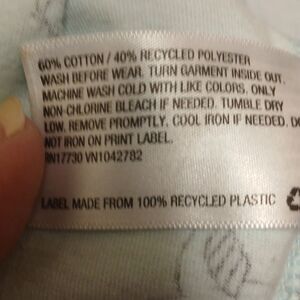 60% COTTON / 40% RECYCLED POLYESTER
WASH BEFORE WEAR. TURN GARMENT INSIDE OUT.
MACHINE WASH COLD WITH LIKE COLORS. ONLY
NON-CHLORINE BLEACH IF NEEDED. TUMBLE DRY
LOW. REMOVE PROMPTLY. COOL IRON IF NEEDED. DO
NOT IRON ON PRINT LABEL.
RN17730 VN1042782
LABEL MADE FROM 100% RECYCLED PLASTIC